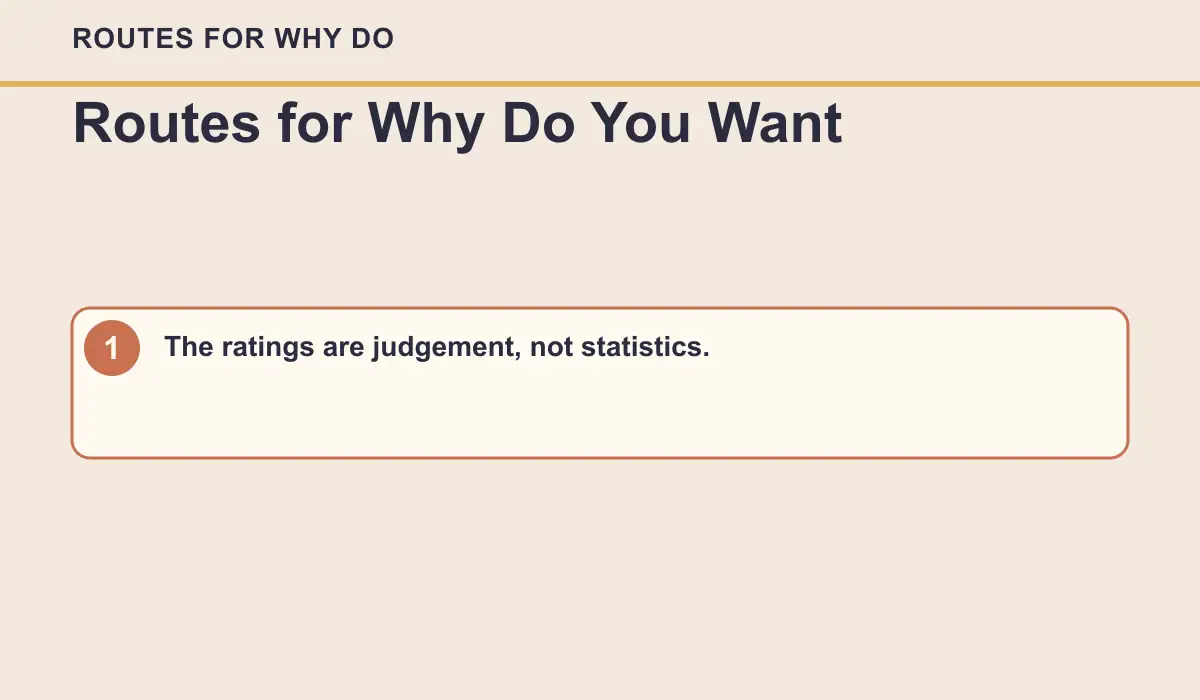 ROUTES FOR WHY DO
Routes for Why Do You Want
1 The ratings are judgement, not statistics.